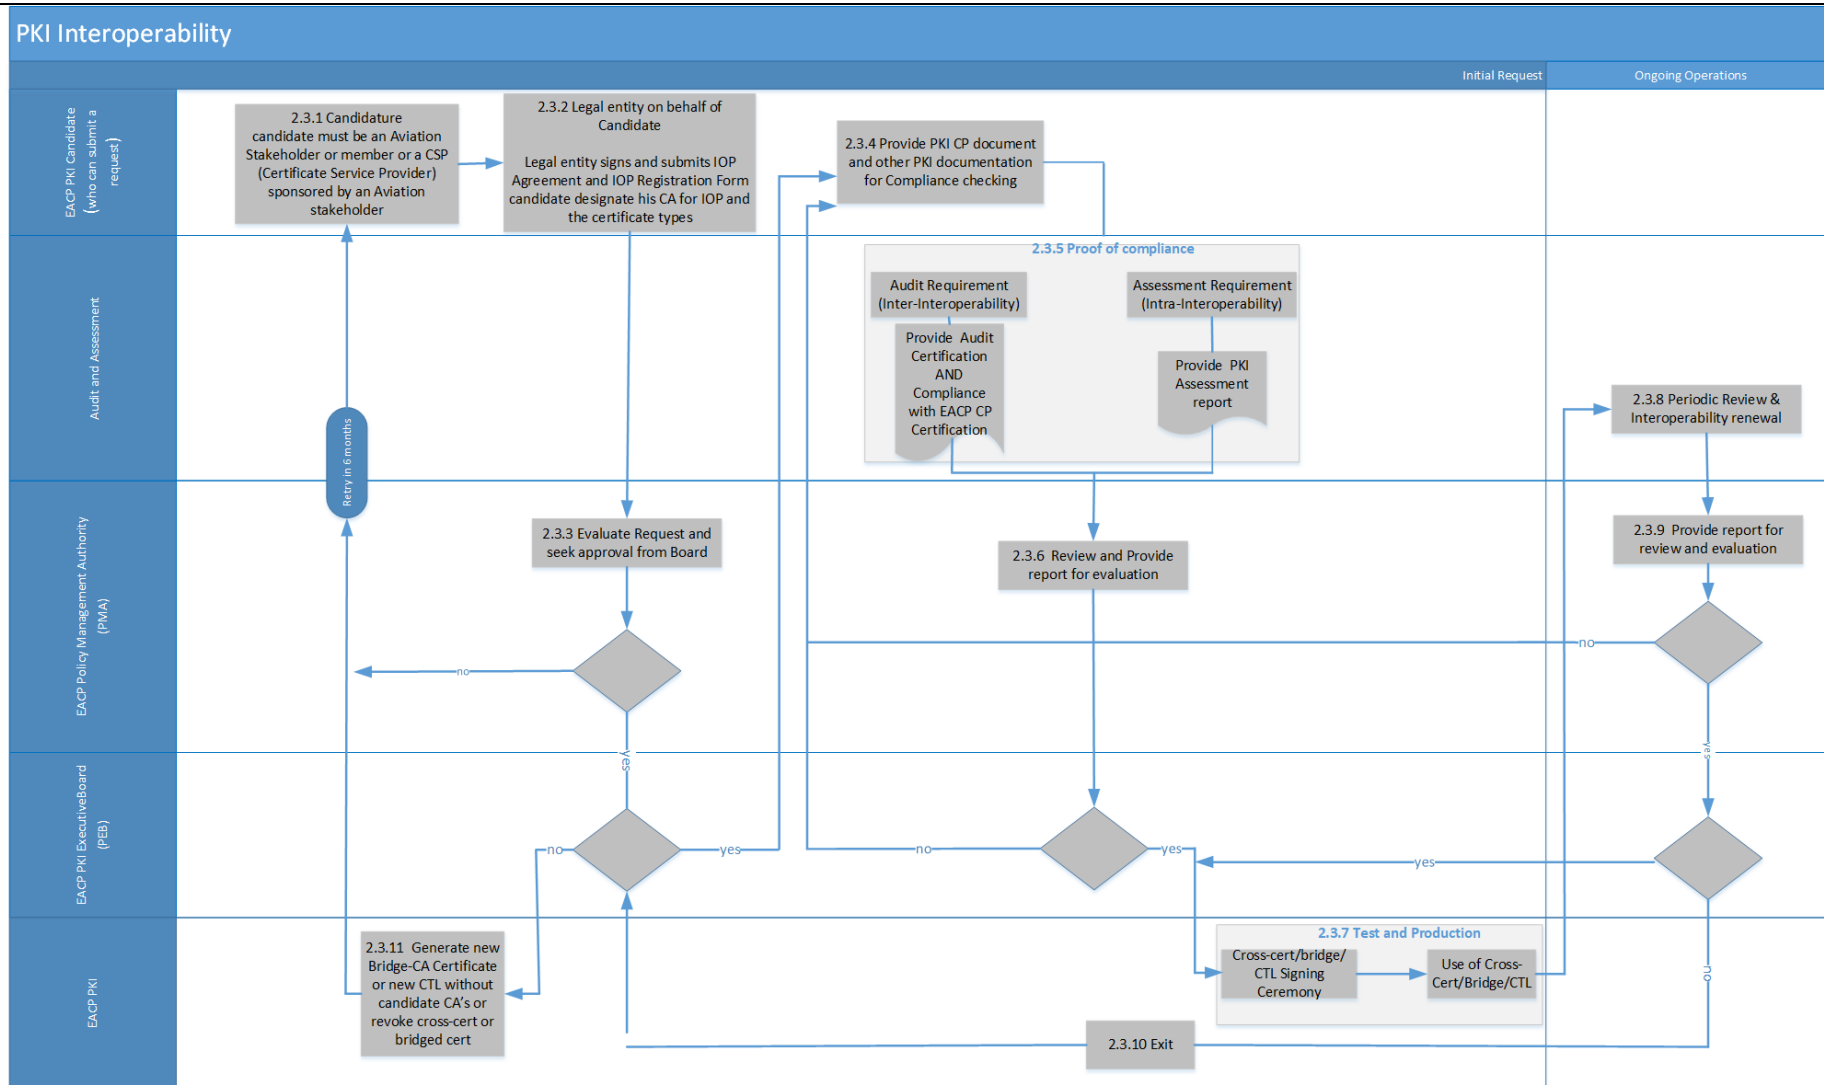 PKI Interoperability
Initial Request
Ongoing Operations
EACP PKI Candidate
(who can submit a
request)
2.3.1 Candidature
candidate must be an Aviation
Stakeholder or member or a CSP
(Certificate Service Provider)
sponsored by an Aviation
stakeholder
2.3.2 Legal entity on behalf of
Candidate
Legal entity signs and submits IOP
Agreement and IOP Registration Form
candidate designate his CA for IOP and
the certificate types
2.3.4 Provide PKI CP document
and other PKI documentation
for Compliance checking
Audit and Assessment
Retry in 6 months
2.3.5 Proof of compliance
Audit Requirement
(Inter-Interoperability)
Provide Audit
Certification
AND
Compliance
with EACP CP
Certification
Assessment Requirement
(Intra-Interoperability)
Provide PKI
Assessment
report
2.3.8 Periodic Review &
Interoperability renewal
EACP Policy Management Authority
(PMA)
2.3.3 Evaluate Request and
seek approval from Board
2.3.6 Review and Provide
report for evaluation
2.3.9 Provide report for
review and evaluation
no
no
yes
yes
EACP PKI ExecutiveBoard
(PEB)
no
yes
no
yes
yes
EACP PKI
2.3.11 Generate new
Bridge-CA Certificate
or new CTL without
candidate CA's or
revoke cross-cert or
bridged cert
2.3.7 Test and Production
Cross-cert/bridge/
CTL Signing
Ceremony
Use of Cross-
Cert/Bridge/CTL
no
2.3.10 Exit